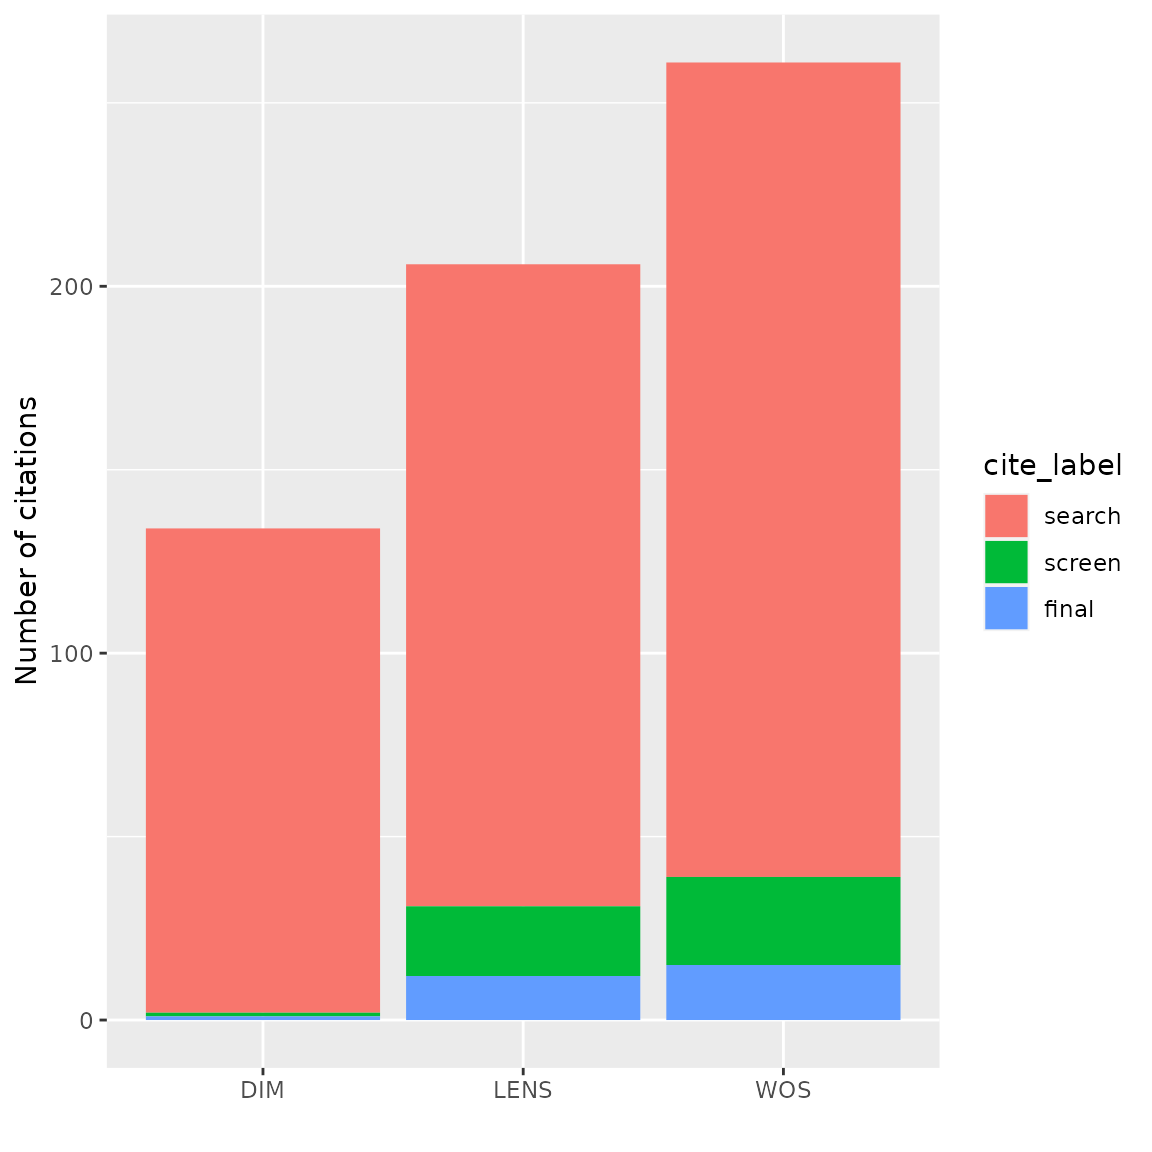 Number of citations
200
100
0
DIM
LENS
WOS
cite_label
search
screen
final